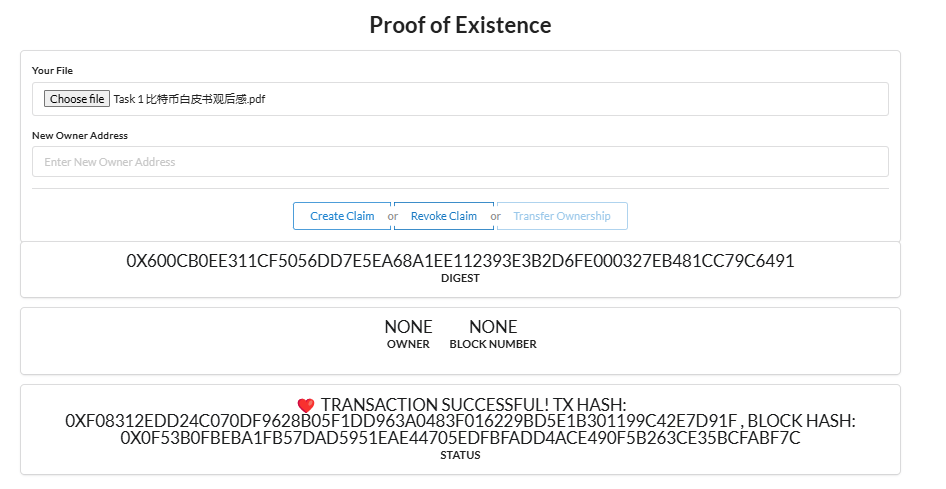 Proof of Existence
Your File
Choose file Task 1 比特币白皮书观后感.pdf
New Owner Address
Enter New Owner Address
Create Claim or Revoke Claim or Transfer Ownership
0X600CB0EE311CF5056DD7E5EA68A1EE112393E3B2D6FE000327EB481CC79C6491
DIGEST
NONE NONE
OWNER BLOCK NUMBER
❤️ TRANSACTION SUCCESSFUL! TX HASH:
0XF08312EDD24C070DF9628B05F1DD963A0483F016229BD5E1B301199C42E7D91F , BLOCK HASH:
0X0F53B0FBEBA1FB57DAD5951EAE44705EDFBFADD4ACE490F5B263CE35BCFABF7C
STATUS